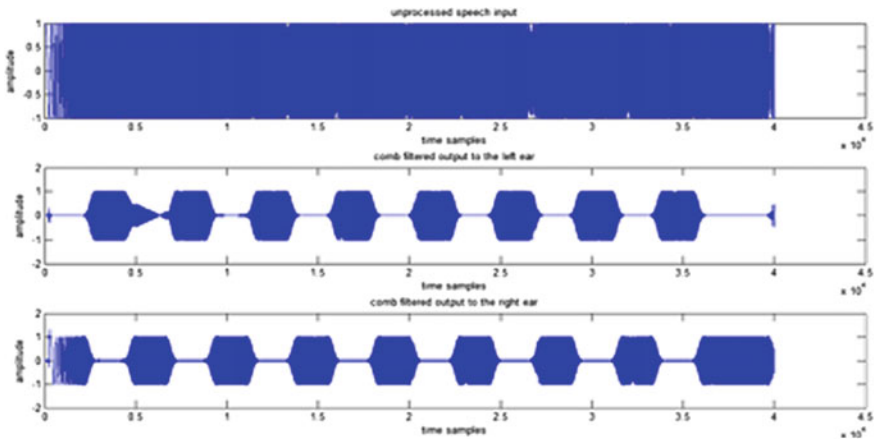 unprocessed speech input
amplitude
1
0.5
0
-0.5
-1
0 0.5 1 1.5 2 2.5 3 3.5 4 4.5
time samples
x 10⁴
comb filtered output to the left ear
amplitude
2
1
0
-1
-2
0 0.5 1 1.5 2 2.5 3 3.5 4 4.5
time samples
x 10⁴
comb filtered output to the right ear
amplitude
2
1
0
-1
-2
0 0.5 1 1.5 2 2.5 3 3.5 4 4.5
time samples
x 10⁴